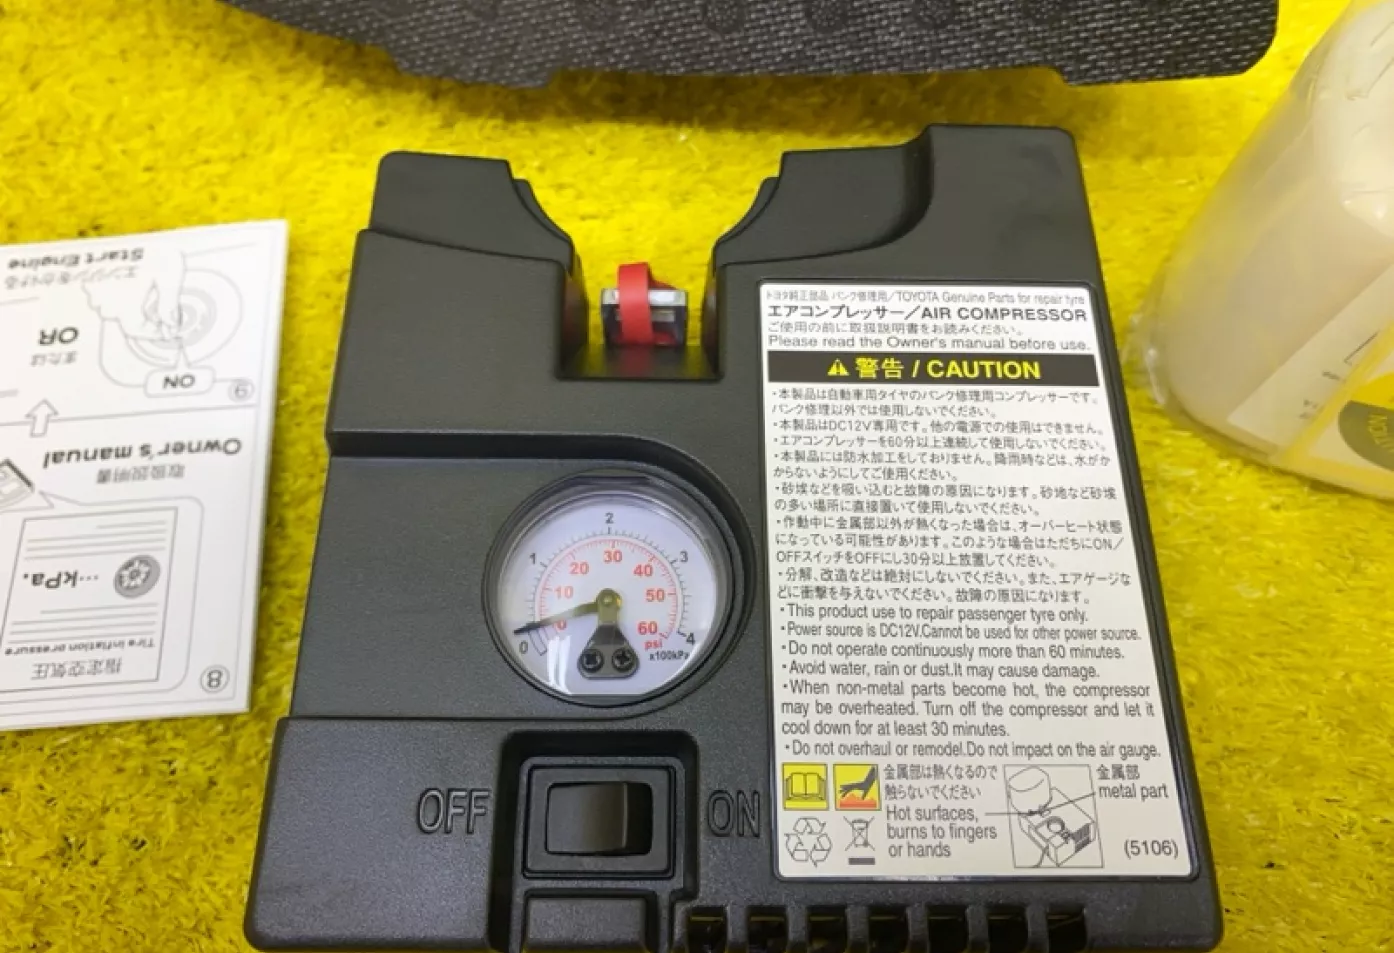 エンジンをかける
Start Engine
または
OR
ON
⑨
取扱説明書
Owner's manual
...kPa.
Tire inflation pressure
指定空気圧
⑧
トヨタ純正部品 パンク修理用/TOYOTA Genuine Parts for repair tyre
エアコンプレッサー/AIR COMPRESSOR
ご使用の前に取扱説明書をお読みください。
Please read the Owner's manual before use.
警告 / CAUTION
・本製品は自動車用タイヤのパンク修理用コンプレッサーです。
パンク修理以外では使用しないでください。
・本製品はDC12V専用です。他の電源での使用はできません。
・エアコンプレッサーを60分以上連続して使用しないでください。
・本製品には防水加工をしておりません。降雨時などは、水がか
からないようにしてご使用ください。
・砂埃などを吸い込むと故障の原因になります。砂地など砂埃
の多い場所に直接置いて使用しないでください。
・作動中に金属部以外が熱くなった場合は、オーバーヒート状態
になっている可能性があります。このような場合はただちにON/
OFFスイッチをOFFにし30分以上放置してください。
・分解、改造などは絶対にしないでください。また、エアゲージな
どに衝撃を与えないでください。故障の原因になります。
・This product use to repair passenger tyre only.
・Power source is DC12V.Cannot be used for other power source.
・Do not operate continuously more than 60 minutes.
・Avoid water, rain or dust.It may cause damage.
・When non-metal parts become hot, the compressor
may be overheated. Turn off the compressor and let it
cool down for at least 30 minutes.
・Do not overhaul or remodel.Do not impact on the air gauge.
金属部は熱くなるので
触らないでください
Hot surfaces,
burns to fingers
or hands
金属部
metal part
(5106)
0 1 2 3 4
0 10 20 30 40 50 60
psi
x100kPa
OFF
ON